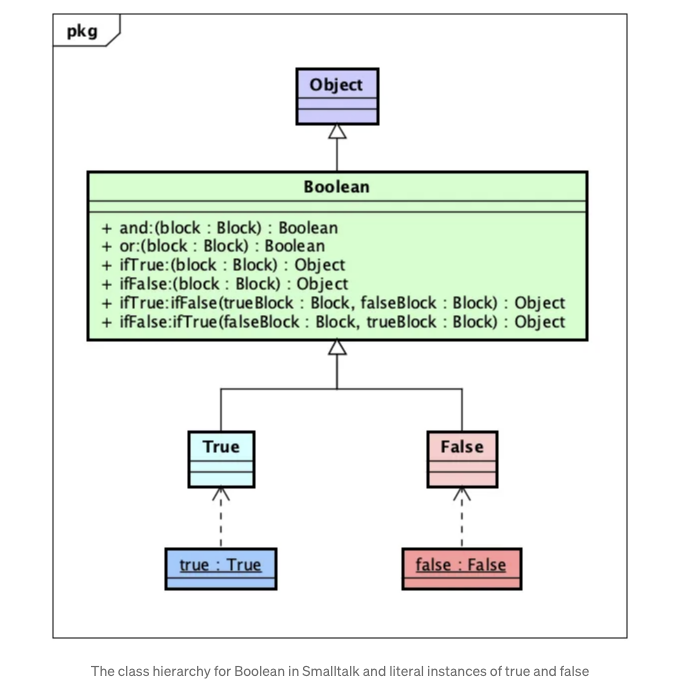 pkg
Object
Boolean
+ and:(block : Block) : Boolean
+ or:(block : Block) : Boolean
+ ifTrue:(block : Block) : Object
+ ifFalse:(block : Block) : Object
+ ifTrue:ifFalse(trueBlock : Block, falseBlock : Block) : Object
+ ifFalse:ifTrue(falseBlock : Block, trueBlock : Block) : Object
True
False
true : True
false : False
The class hierarchy for Boolean in Smalltalk and literal instances of true and false